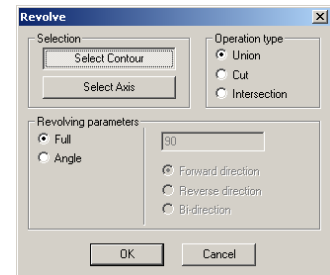 Revolve
Selection
Select Contour
Select Axis
Operation type
Union
Cut
Intersection
Revolving parameters
Full
Angle
90
Forward direction
Reverse direction
Bi-direction
OK
Cancel